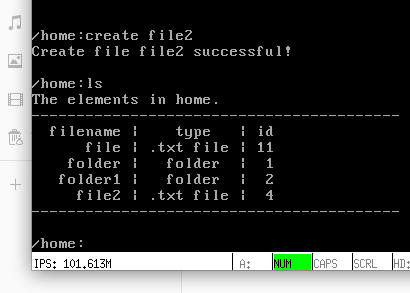 /home:create file2
Create file file2 successful!
/home:ls
The elements in home.
----------------------------------------------
filename | type | id
file | .txt file | 11
folder | folder | 1
folder1 | folder | 2
file2 | .txt file | 4
----------------------------------------------
/home:
IPS: 101.613M A: NUM CAPS SCRL HD: